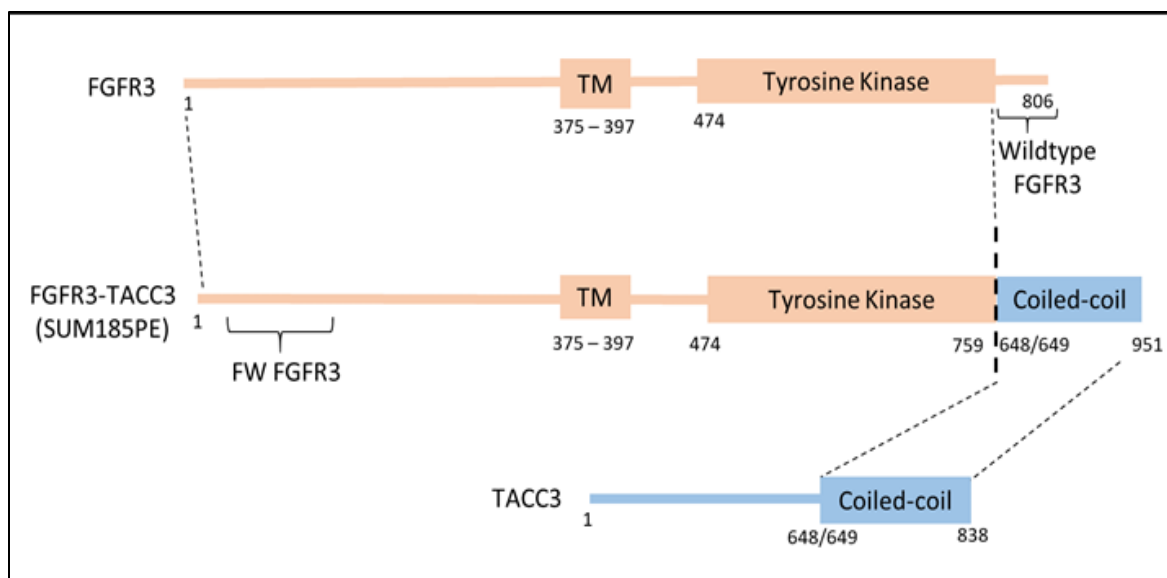 FGFR3
TM
Tyrosine Kinase
1
375 – 397
474
806
Wildtype
FGFR3
FGFR3-TACC3
(SUM185PE)
TM
Tyrosine Kinase
Coiled-coil
1
375 – 397
474
759
648/649
951
FW FGFR3
TACC3
Coiled-coil
1
648/649
838